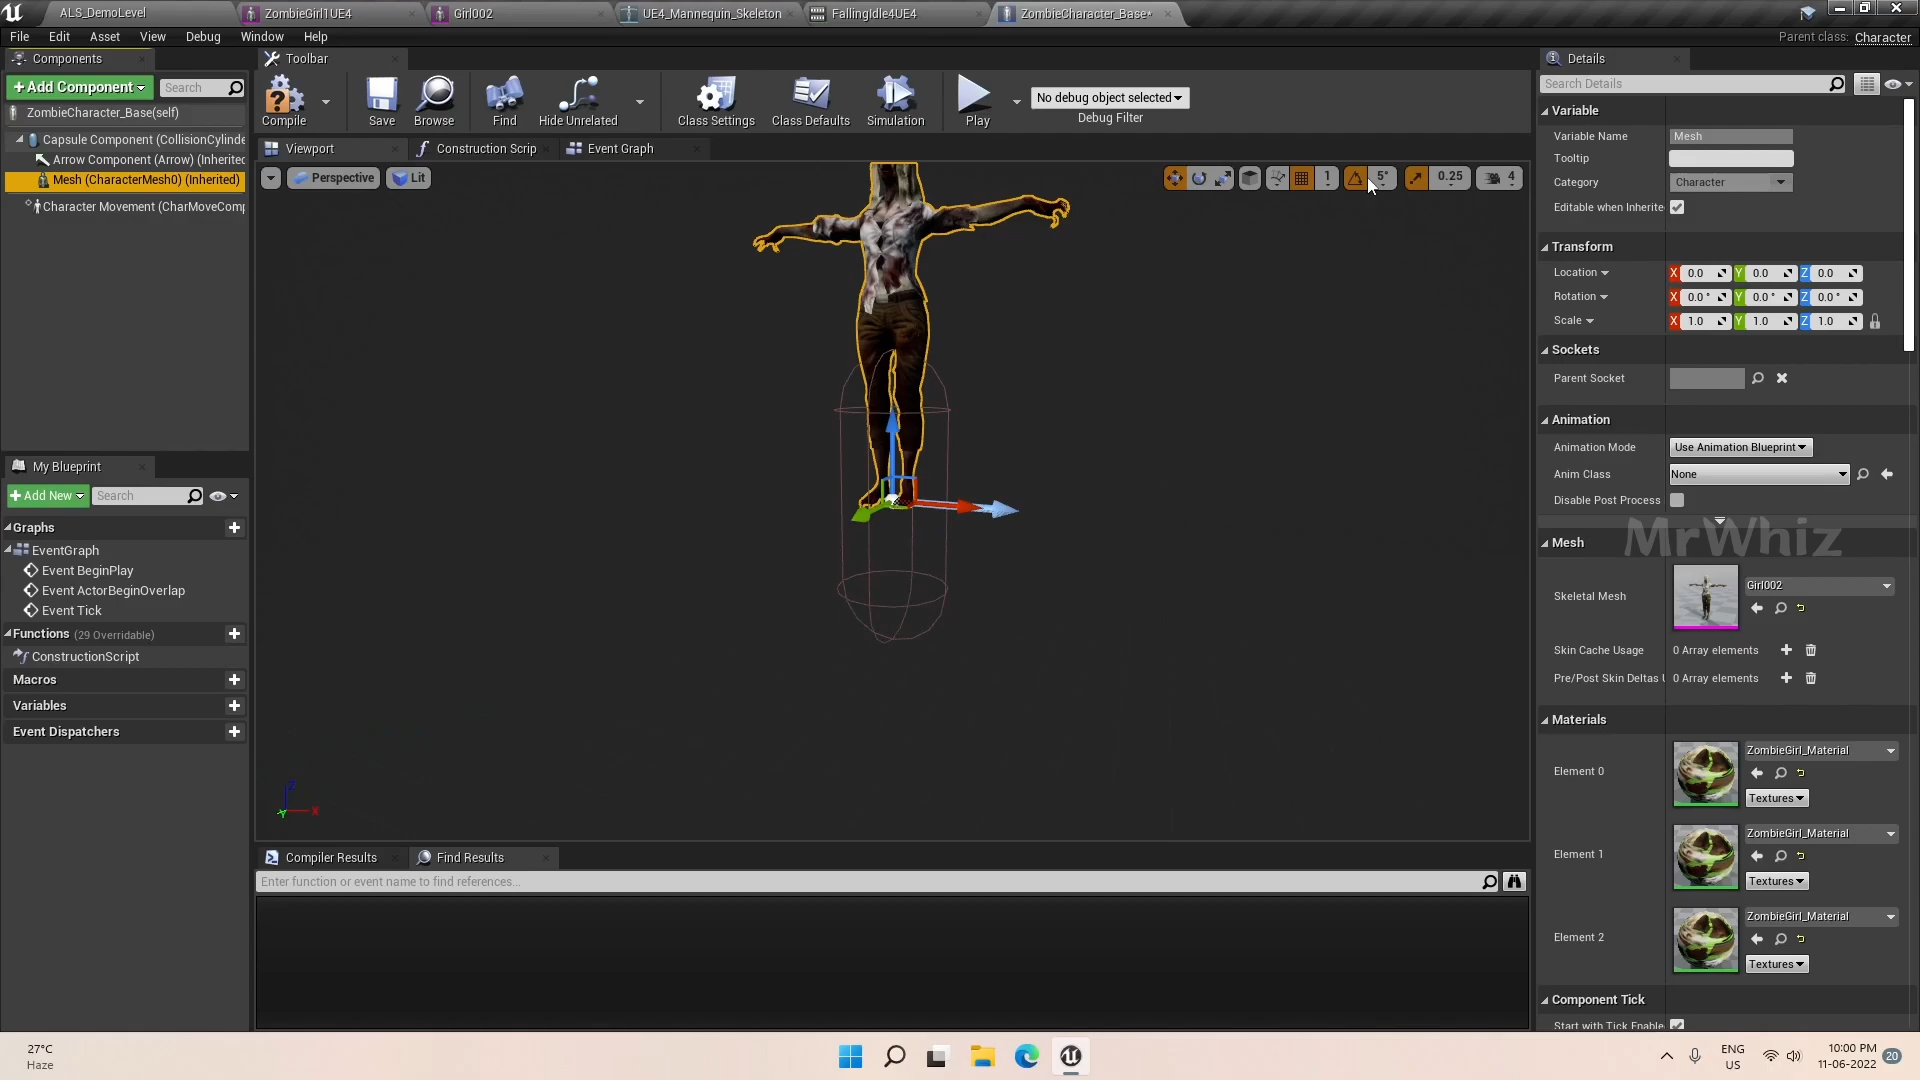 ALS_DemoLevel
ZombieGirl1UE4
Girl002
UE4_Mannequin_Skeleton
FallingIdle4UE4
ZombieCharacter_Base*
File
Edit
Asset
View
Debug
Window
Help
Parent class: Character
Components
+ Add Component
Search
ZombieCharacter_Base(self)
Capsule Component (CollisionCylinde
Arrow Component (Arrow) (Inherited
Mesh (CharacterMesh0) (Inherited)
Character Movement (CharMoveComp
Toolbar
Compile
Save
Browse
Find
Hide Unrelated
Class Settings
Class Defaults
Simulation
Play
No debug object selected
Debug Filter
Viewport
Construction Scrip
Event Graph
Perspective
Lit
1
5°
0.25
4
Z
X
Y
My Blueprint
+ Add New
Search
Graphs
EventGraph
Event BeginPlay
Event ActorBeginOverlap
Event Tick
Functions (29 Overridable)
ConstructionScript
Macros
Variables
Event Dispatchers
Compiler Results
Find Results
Enter function or event name to find references...
Details
Search Details
Variable
Variable Name
Mesh
Tooltip
Category
Character
Editable when Inherite
Transform
Location X 0.0 Y 0.0 Z 0.0
Rotation X 0.0 ° Y 0.0 ° Z 0.0 °
Scale X 1.0 Y 1.0 Z 1.0
Sockets
Parent Socket
Animation
Animation Mode
Use Animation Blueprint
Anim Class
None
Disable Post Process
MrWhiz
Mesh
Skeletal Mesh
Girl002
Skin Cache Usage
0 Array elements
Pre/Post Skin Deltas U
0 Array elements
Materials
Element 0
ZombieGirl_Material
Textures
Element 1
ZombieGirl_Material
Textures
Element 2
ZombieGirl_Material
Textures
Component Tick
Start with Tick Enable
27°C
Haze
ENG
US
10:00 PM
11-06-2022
20